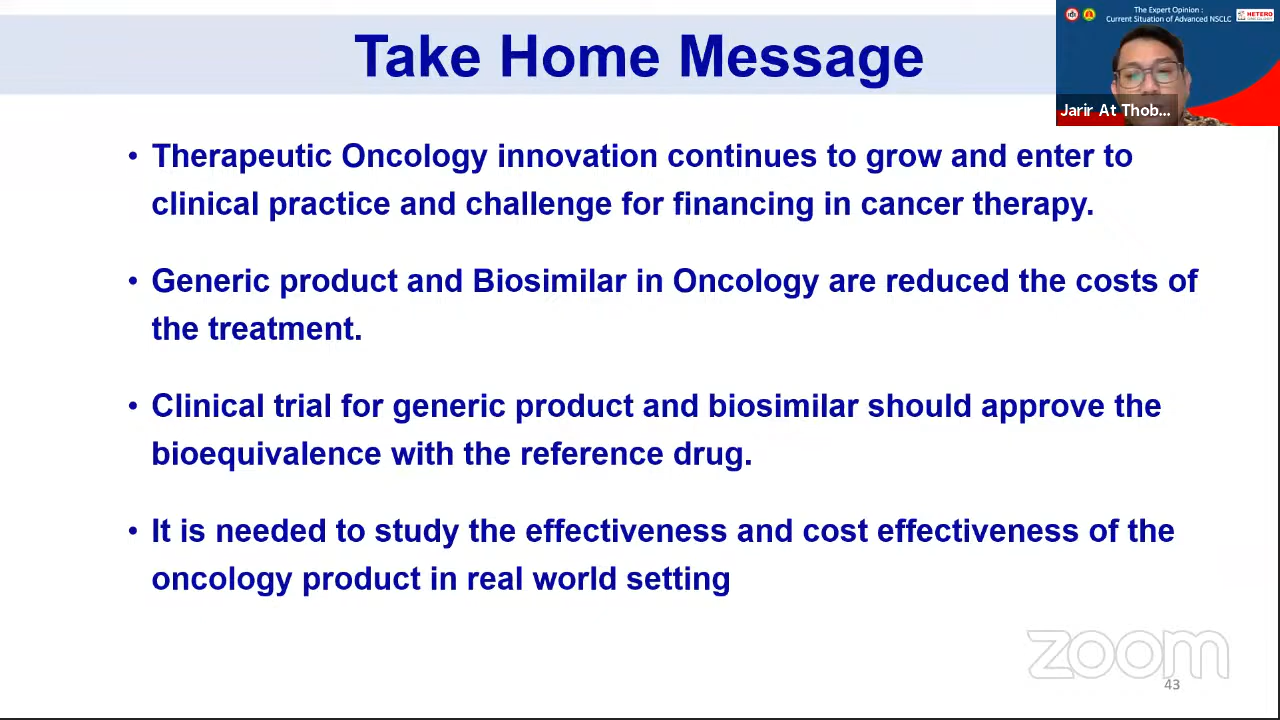 Take Home Message
The Expert Opinion :
Current Situation of Advanced NSCLC
HETERO
Jarir At Thob...
• Therapeutic Oncology innovation continues to grow and enter to
clinical practice and challenge for financing in cancer therapy.
• Generic product and Biosimilar in Oncology are reduced the costs of
the treatment.
• Clinical trial for generic product and biosimilar should approve the
bioequivalence with the reference drug.
• It is needed to study the effectiveness and cost effectiveness of the
oncology product in real world setting
zoom
43